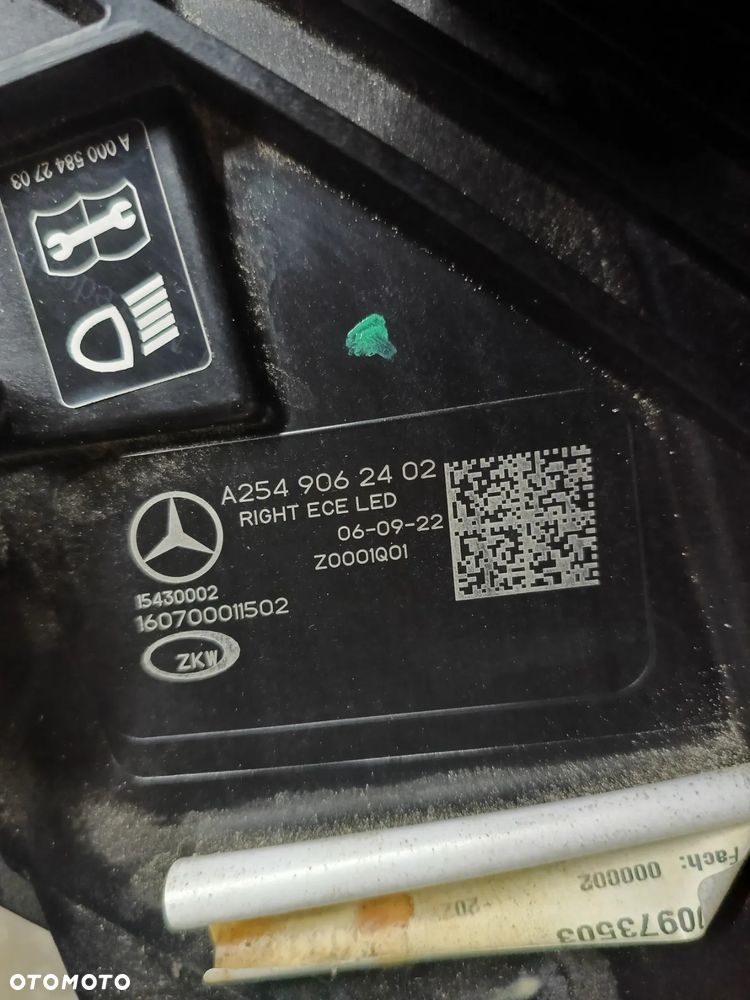 A 000 584 27 03
A254 906 24 02
RIGHT ECE LED
06-09-22
Z0001Q01
15430002
160700011502
ZKW
Fach: 000002
0973503
OTOMOTO